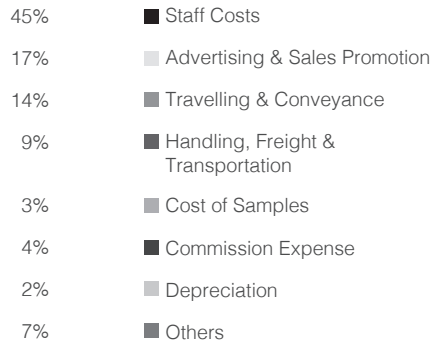 45% Staff Costs
17% Advertising & Sales Promotion
14% Travelling & Conveyance
9% Handling, Freight &
Transportation
3% Cost of Samples
4% Commission Expense
2% Depreciation
7% Others